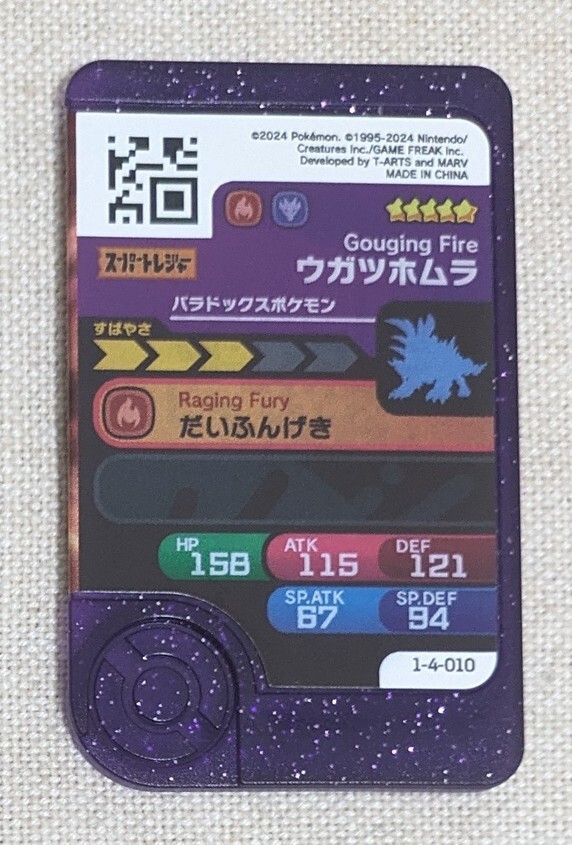 ©2024 Pokémon. ©1995-2024 Nintendo/
Creatures Inc./GAME FREAK inc.
Developed by T-ARTS and MARV
MADE IN CHINA
スーパートレジャー
Gouging Fire
ウガツホムラ
パラドックスポケモン
すばやさ
Raging Fury
だいふんげき
HP
158
ATK
115
DEF
121
SP.ATK
67
SP.DEF
94
1-4-010